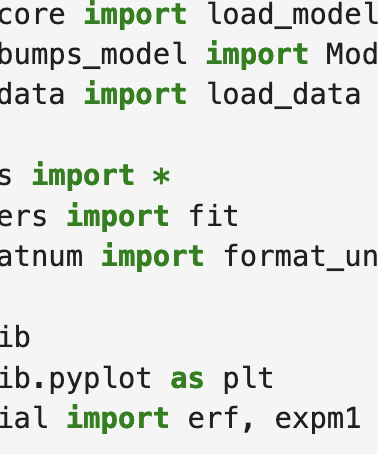 core import load_model
bumps_model import Mod
data import load_data
s import *
ers import fit
atnum import format_un
ib
ib.pyplot as plt
ial import erf, expm1